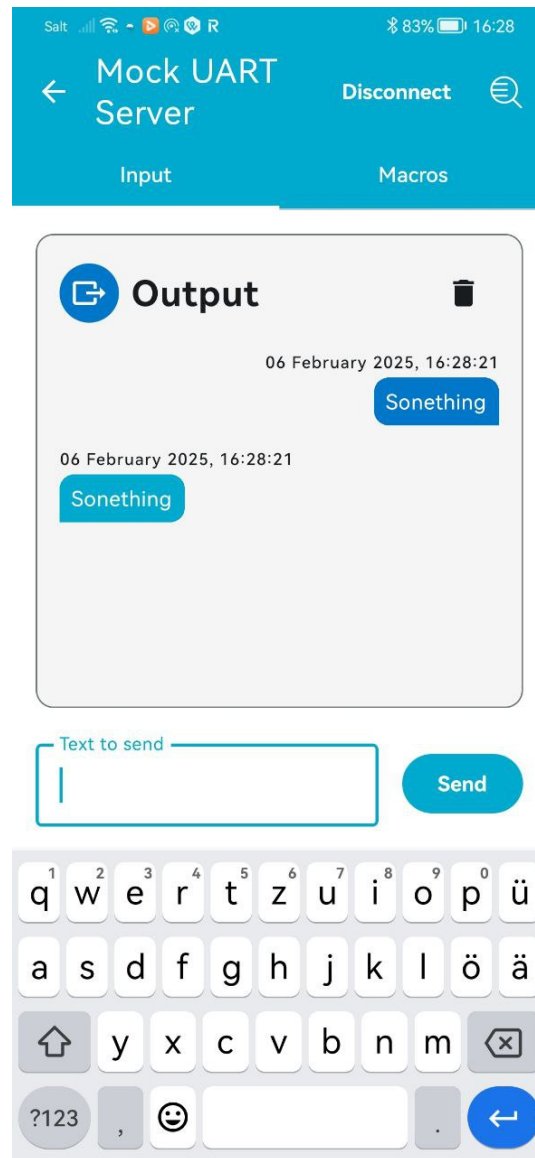 Salt R 83% 16:28
Mock UART
Server
Disconnect
Input Macros
Output
06 February 2025, 16:28:21
Sonething
06 February 2025, 16:28:21
Sonething
Text to send
Send
1 2 3 4 5 6 7 8 9 0
q w e r t z u i o p ü
a s d f g h j k l ö ä
y x c v b n m
?123 , .